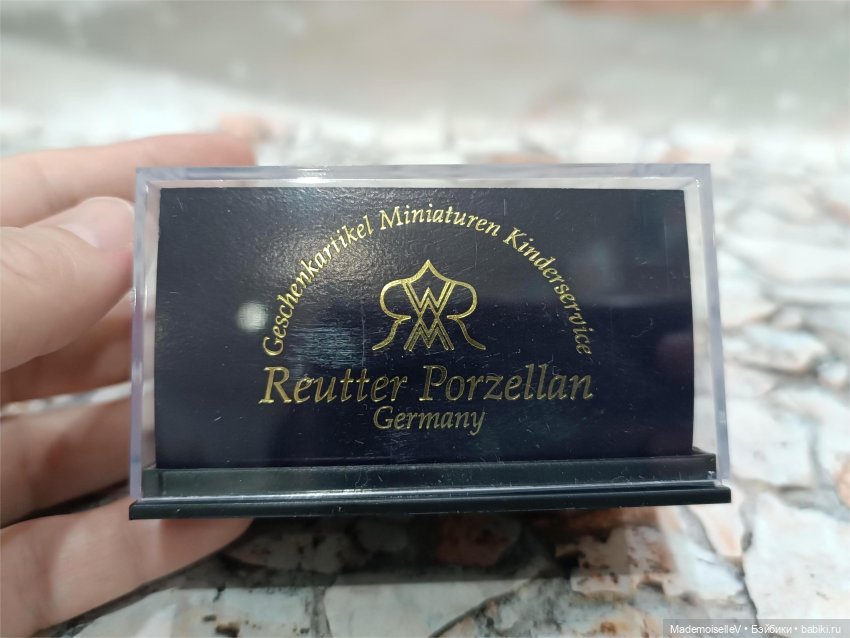 Geschenkartikel Miniaturen Kinderservice
Reutter Porzellan
Germany
MademoiselleV • Бэйбики • babiki.ru